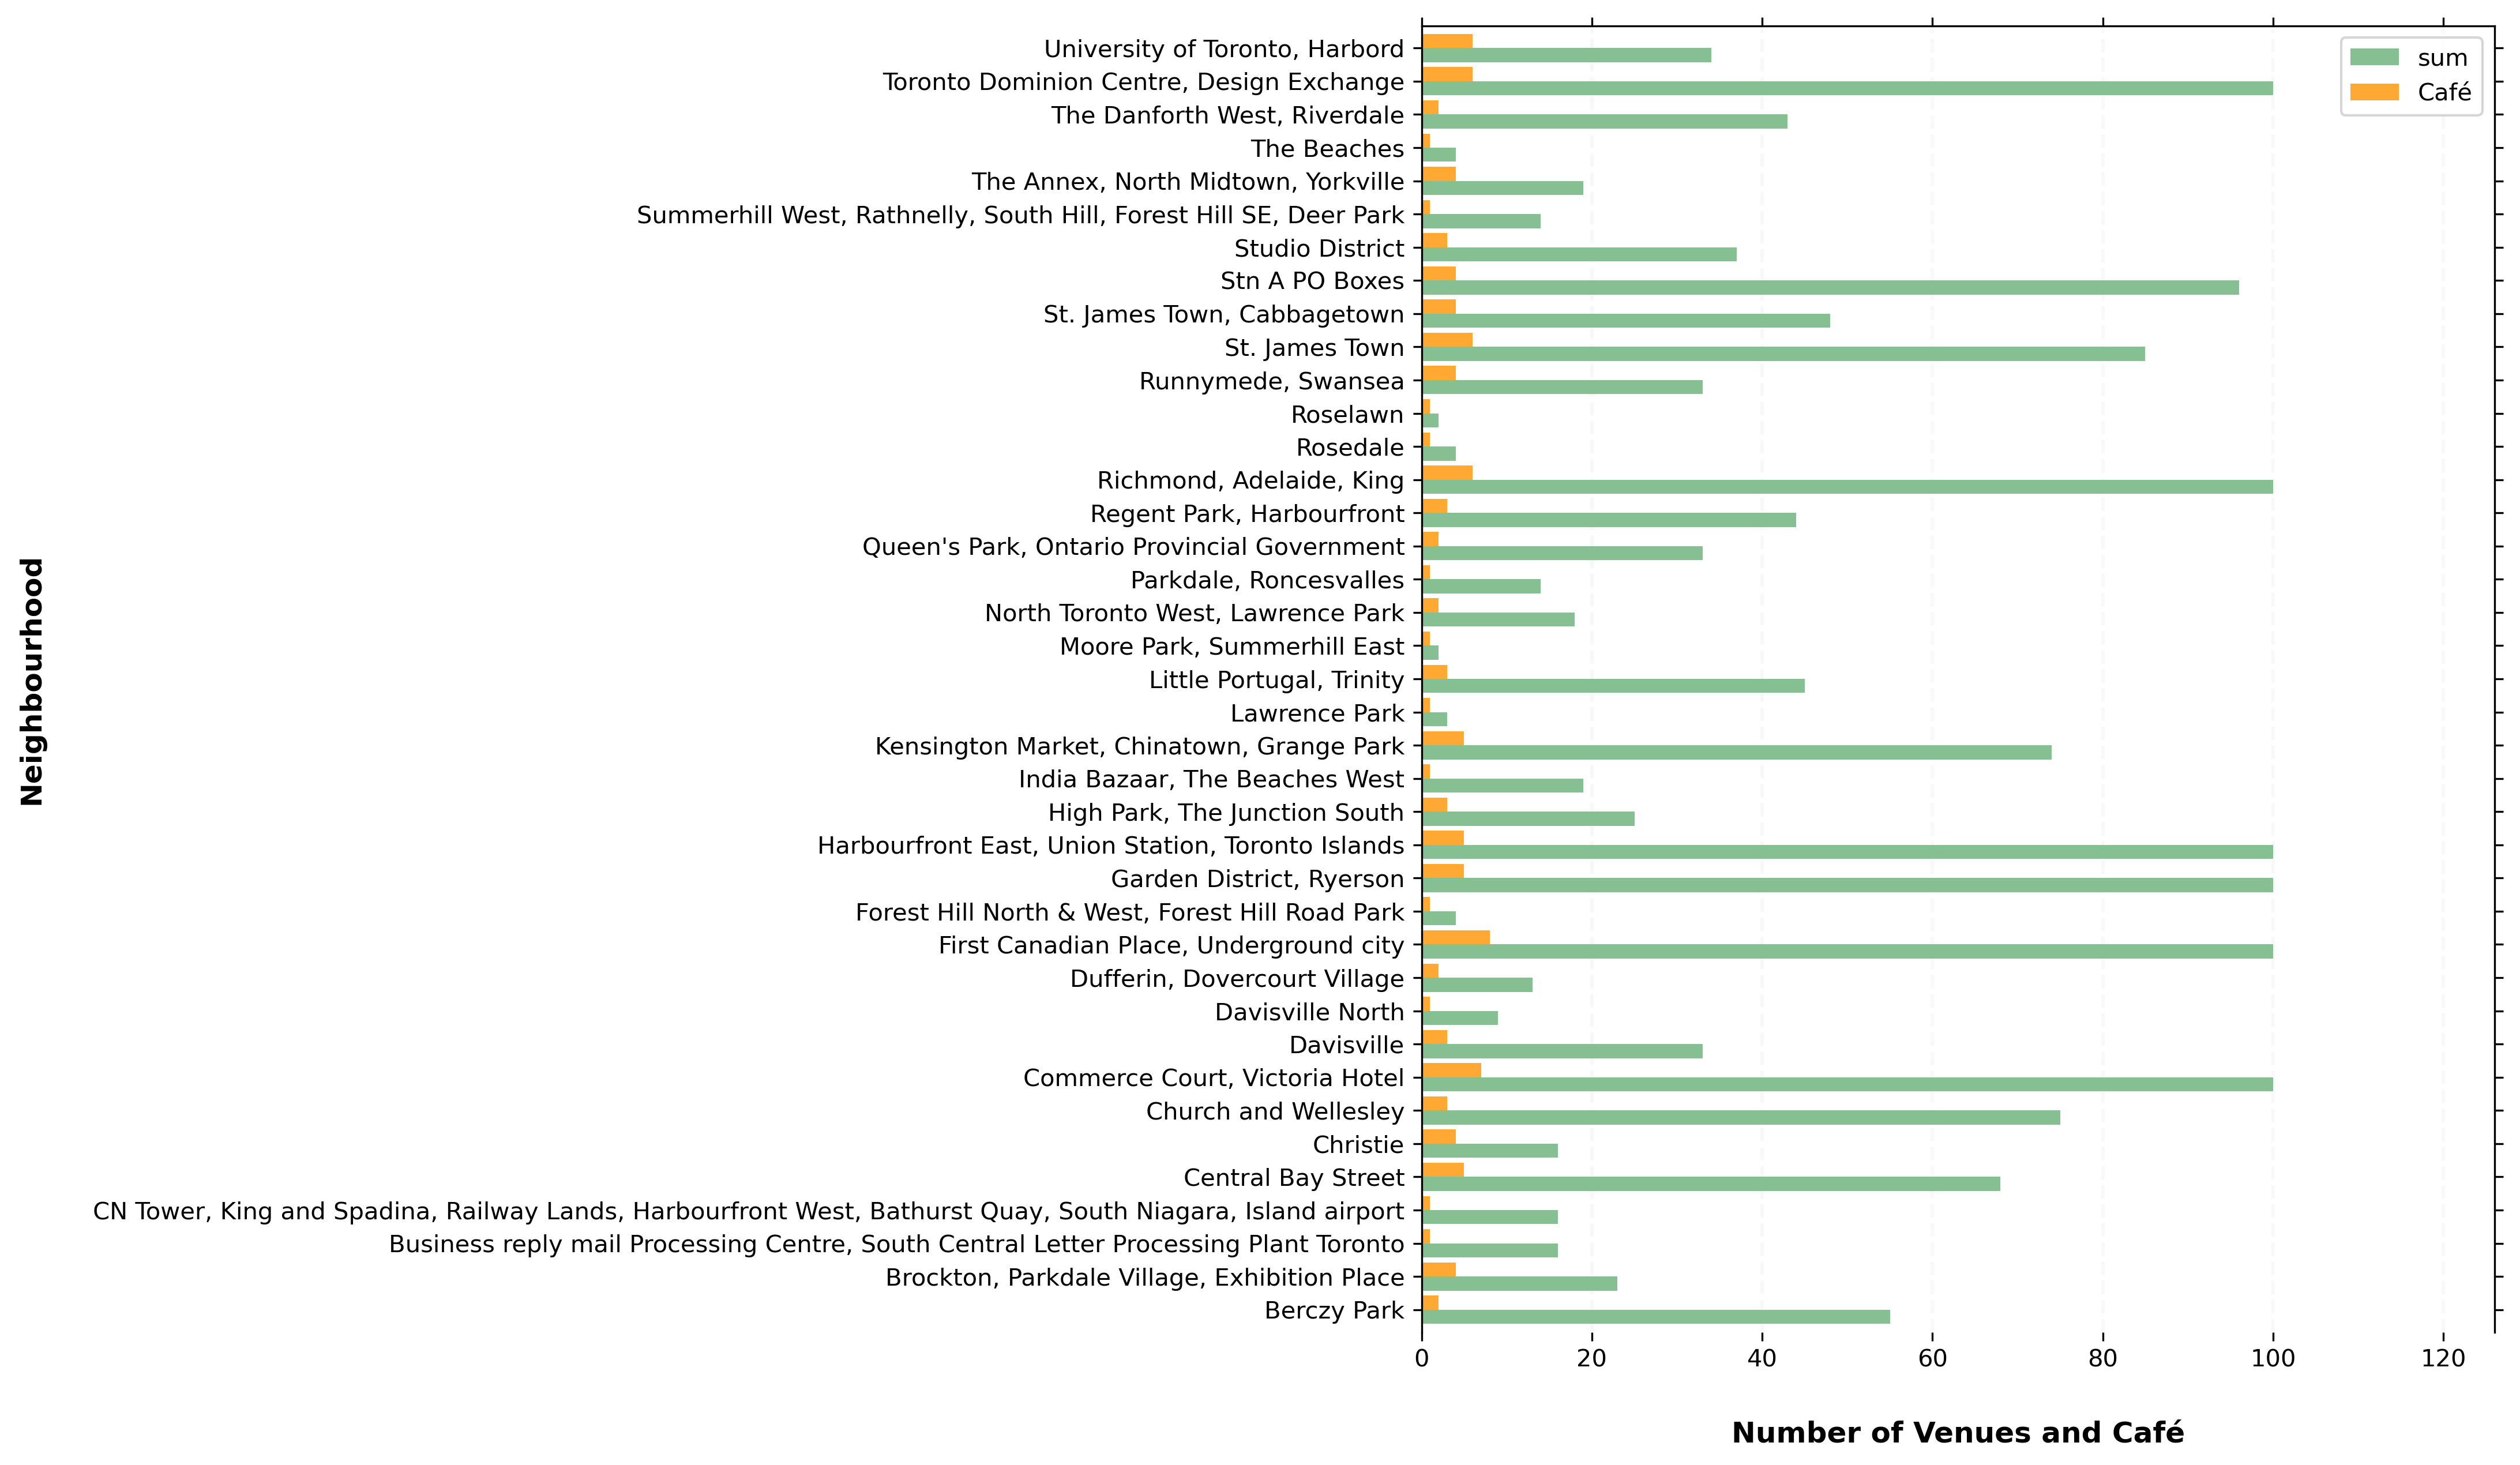 University of Toronto, Harbord
Toronto Dominion Centre, Design Exchange
The Danforth West, Riverdale
The Beaches
The Annex, North Midtown, Yorkville
Summerhill West, Rathnelly, South Hill, Forest Hill SE, Deer Park
Studio District
Stn A PO Boxes
St. James Town, Cabbagetown
St. James Town
Runnymede, Swansea
Roselawn
Rosedale
Richmond, Adelaide, King
Regent Park, Harbourfront
Queen's Park, Ontario Provincial Government
Parkdale, Roncesvalles
North Toronto West, Lawrence Park
Moore Park, Summerhill East
Little Portugal, Trinity
Lawrence Park
Kensington Market, Chinatown, Grange Park
India Bazaar, The Beaches West
High Park, The Junction South
Harbourfront East, Union Station, Toronto Islands
Garden District, Ryerson
Forest Hill North & West, Forest Hill Road Park
First Canadian Place, Underground city
Dufferin, Dovercourt Village
Davisville North
Davisville
Commerce Court, Victoria Hotel
Church and Wellesley
Christie
Central Bay Street
CN Tower, King and Spadina, Railway Lands, Harbourfront West, Bathurst Quay, South Niagara, Island airport
Business reply mail Processing Centre, South Central Letter Processing Plant Toronto
Brockton, Parkdale Village, Exhibition Place
Berczy Park
Neighbourhood
sum
Café
0 20 40 60 80 100 120
Number of Venues and Café